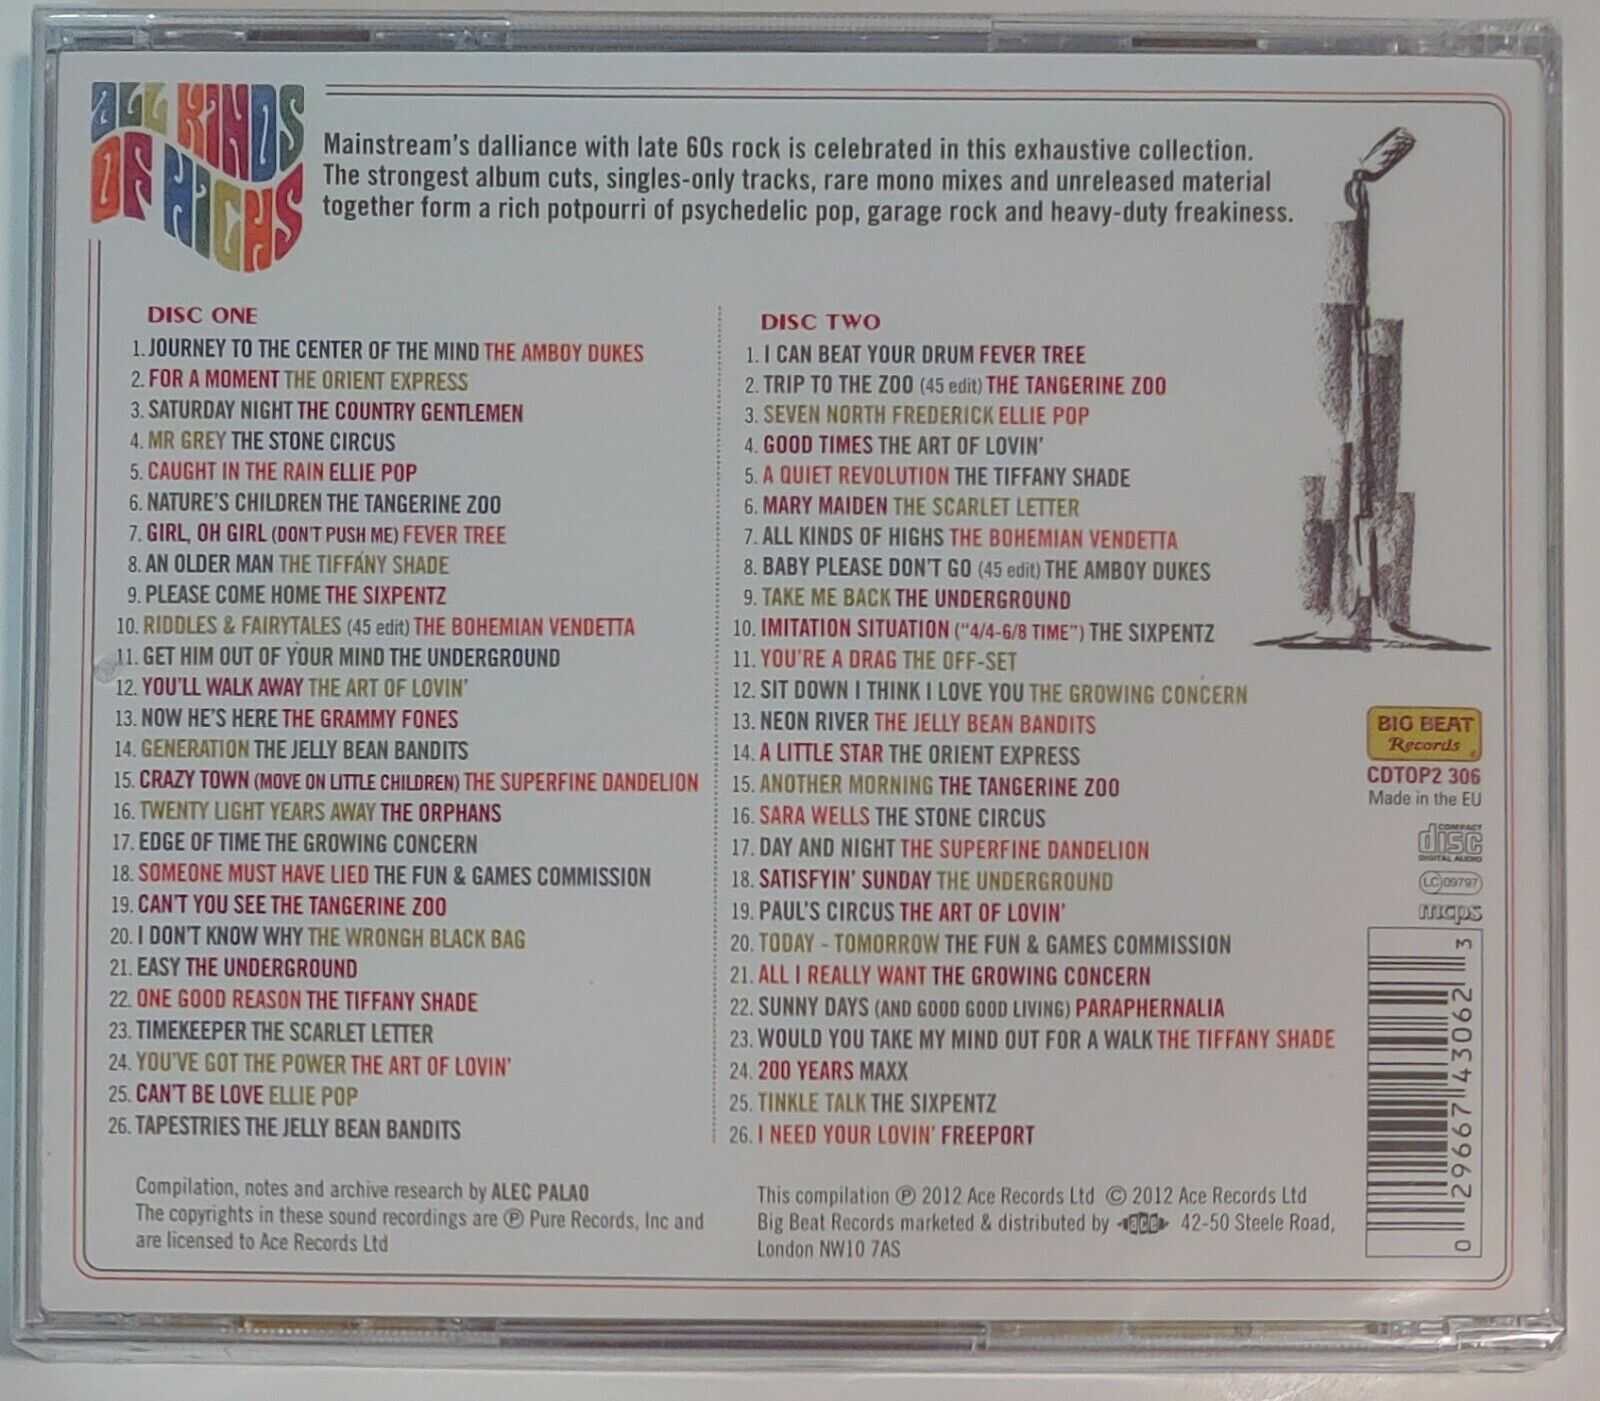 ALL KINDS
OF HIGHS
Mainstream's dalliance with late 60s rock is celebrated in this exhaustive collection.
The strongest album cuts, singles-only tracks, rare mono mixes and unreleased material
together form a rich potpourri of psychedelic pop, garage rock and heavy-duty freakiness.
DISC ONE
1. JOURNEY TO THE CENTER OF THE MIND THE AMBOY DUKES
2. FOR A MOMENT THE ORIENT EXPRESS
3. SATURDAY NIGHT THE COUNTRY GENTLEMEN
4. MR GREY THE STONE CIRCUS
5. CAUGHT IN THE RAIN ELLIE POP
6. NATURE'S CHILDREN THE TANGERINE ZOO
7. GIRL, OH GIRL (DON'T PUSH ME) FEVER TREE
8. AN OLDER MAN THE TIFFANY SHADE
9. PLEASE COME HOME THE SIXPENTZ
10. RIDDLES & FAIRYTALES (45 edit) THE BOHEMIAN VENDETTA
11. GET HIM OUT OF YOUR MIND THE UNDERGROUND
12. YOU'LL WALK AWAY THE ART OF LOVIN'
13. NOW HE'S HERE THE GRAMMY FONES
14. GENERATION THE JELLY BEAN BANDITS
15. CRAZY TOWN (MOVE ON LITTLE CHILDREN) THE SUPERFINE DANDELION
16. TWENTY LIGHT YEARS AWAY THE ORPHANS
17. EDGE OF TIME THE GROWING CONCERN
18. SOMEONE MUST HAVE LIED THE FUN & GAMES COMMISSION
19. CAN'T YOU SEE THE TANGERINE ZOO
20. I DON'T KNOW WHY THE WRONGH BLACK BAG
21. EASY THE UNDERGROUND
22. ONE GOOD REASON THE TIFFANY SHADE
23. TIMEKEEPER THE SCARLET LETTER
24. YOU'VE GOT THE POWER THE ART OF LOVIN'
25. CAN'T BE LOVE ELLIE POP
26. TAPESTRIES THE JELLY BEAN BANDITS
DISC TWO
1. I CAN BEAT YOUR DRUM FEVER TREE
2. TRIP TO THE ZOO (45 edit) THE TANGERINE ZOO
3. SEVEN NORTH FREDERICK ELLIE POP
4. GOOD TIMES THE ART OF LOVIN'
5. A QUIET REVOLUTION THE TIFFANY SHADE
6. MARY MAIDEN THE SCARLET LETTER
7. ALL KINDS OF HIGHS THE BOHEMIAN VENDETTA
8. BABY PLEASE DON'T GO (45 edit) THE AMBOY DUKES
9. TAKE ME BACK THE UNDERGROUND
10. IMITATION SITUATION ("4/4-6/8 TIME") THE SIXPENTZ
11. YOU'RE A DRAG THE OFF-SET
12. SIT DOWN I THINK I LOVE YOU THE GROWING CONCERN
13. NEON RIVER THE JELLY BEAN BANDITS
14. A LITTLE STAR THE ORIENT EXPRESS
15. ANOTHER MORNING THE TANGERINE ZOO
16. SARA WELLS THE STONE CIRCUS
17. DAY AND NIGHT THE SUPERFINE DANDELION
18. SATISFYIN' SUNDAY THE UNDERGROUND
19. PAUL'S CIRCUS THE ART OF LOVIN'
20. TODAY - TOMORROW THE FUN & GAMES COMMISSION
21. ALL I REALLY WANT THE GROWING CONCERN
22. SUNNY DAYS (AND GOOD GOOD LIVING) PARAPHERNALIA
23. WOULD YOU TAKE MY MIND OUT FOR A WALK THE TIFFANY SHADE
24. 200 YEARS MAXX
25. TINKLE TALK THE SIXPENTZ
26. I NEED YOUR LOVIN' FREEPORT
BIG BEAT
Records
CDTOP2 306
Made in the EU
COMPACT
disc
DIGITAL AUDIO
LC 09797
mcps
0 29667 43062 3
Compilation, notes and archive research by ALEC PALAO
The copyrights in these sound recordings are ℗ Pure Records, Inc and
are licensed to Ace Records Ltd
This compilation ℗ 2012 Ace Records Ltd © 2012 Ace Records Ltd
Big Beat Records marketed & distributed by ace 42-50 Steele Road,
London NW10 7AS